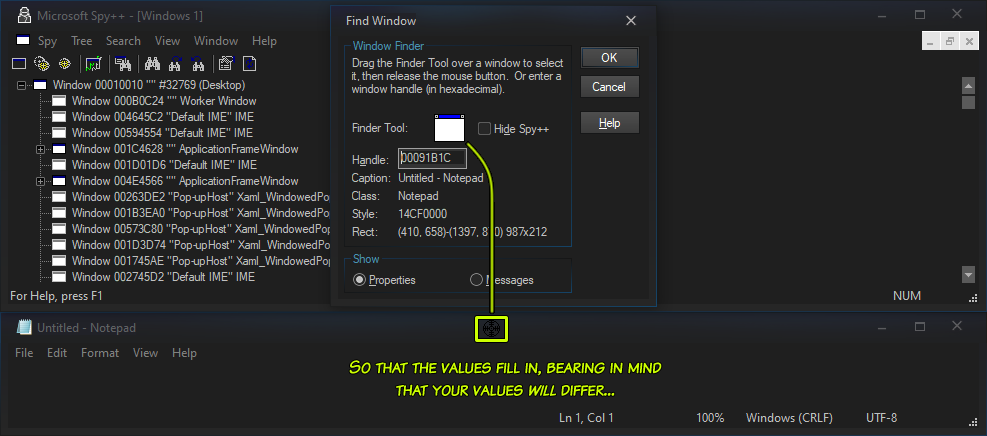 Microsoft Spy++ - [Windows 1]
Spy Tree Search View Window Help
Window 00010010 "" #32769 (Desktop)
Window 000B0C24 "" Worker Window
Window 004645C2 "Default IME" IME
Window 00594554 "Default IME" IME
Window 001C4628 "" ApplicationFrameWindow
Window 001D01D6 "Default IME" IME
Window 004E4566 "" ApplicationFrameWindow
Window 00263DE2 "Pop-upHost" Xaml_WindowedPo
Window 001B3EA0 "Pop-upHost" Xaml_WindowedPop
Window 00573C80 "Pop-upHost" Xaml_WindowedPop
Window 001D3D74 "Pop-upHost" Xaml_WindowedPo
Window 001745AE "Pop-upHost" Xaml_WindowedPo
Window 002745D2 "Default IME" IME
For Help, press F1
NUM
Find Window
Window Finder
Drag the Finder Tool over a window to select
it, then release the mouse button. Or enter a
window handle (in hexadecimal).
Finder Tool:
Hide Spy++
Handle: 00091B1C
Caption: Untitled - Notepad
Class: Notepad
Style: 14CF0000
Rect: (410, 658)-(1397, 870) 987x212
Show
Properties
Messages
OK
Cancel
Help
Untitled - Notepad
File Edit Format View Help
So that the values fill in, bearing in mind
that your values will differ...
Ln 1, Col 1 100% Windows (CRLF) UTF-8